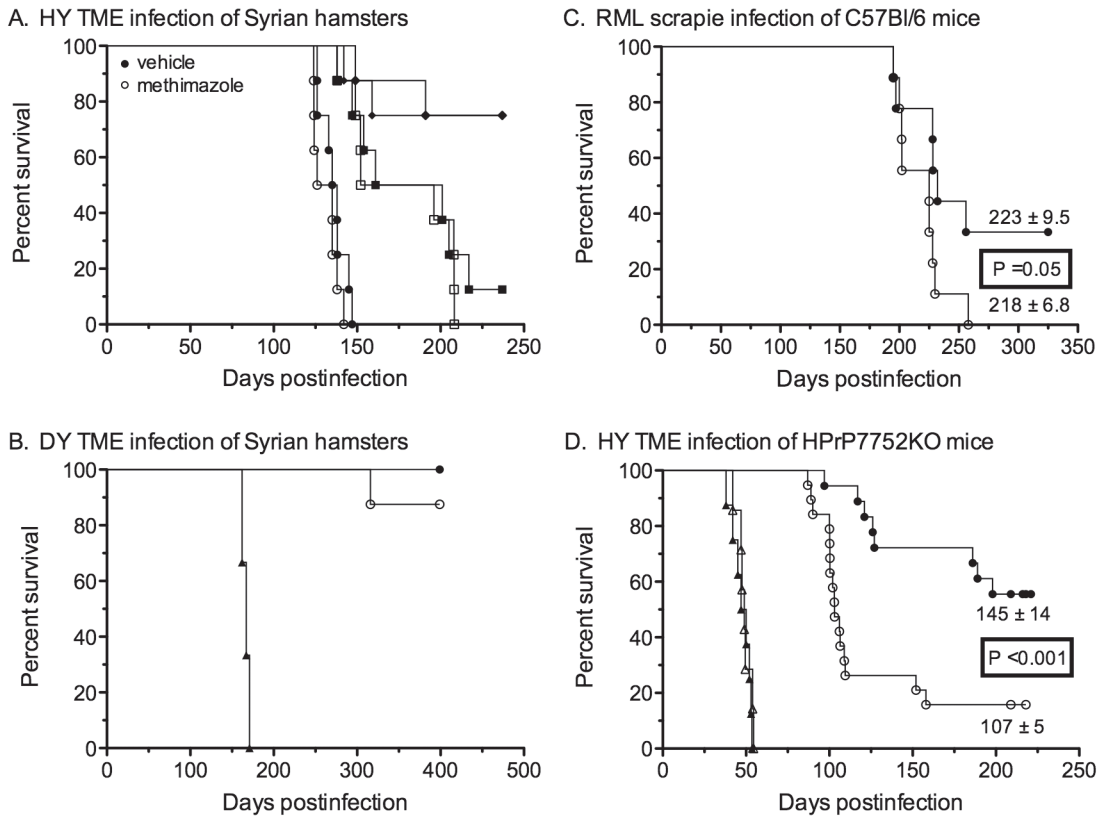 A. HY TME infection of Syrian hamsters
100
80
60
40
20
0
Percent survival
vehicle
methimazole
0 50 100 150 200 250
Days postinfection
C. RML scrapie infection of C57Bl/6 mice
100
80
60
40
20
0
Percent survival
223 ± 9.5
P =0.05
218 ± 6.8
0 50 100 150 200 250 300 350
Days postinfection
B. DY TME infection of Syrian hamsters
100
80
60
40
20
0
Percent survival
0 100 200 300 400 500
Days postinfection
D. HY TME infection of HPrP7752KO mice
100
80
60
40
20
0
Percent survival
145 ± 14
P <0.001
107 ± 5
0 50 100 150 200 250
Days postinfection